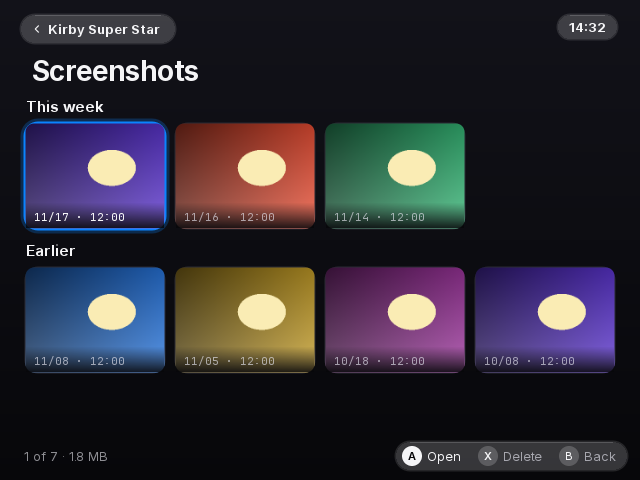 Kirby Super Star
14:32
Screenshots
This week
11/17 · 12:00
11/16 · 12:00
11/14 · 12:00
Earlier
11/08 · 12:00
11/05 · 12:00
10/18 · 12:00
10/08 · 12:00
1 of 7 · 1.8 MB
A Open X Delete B Back